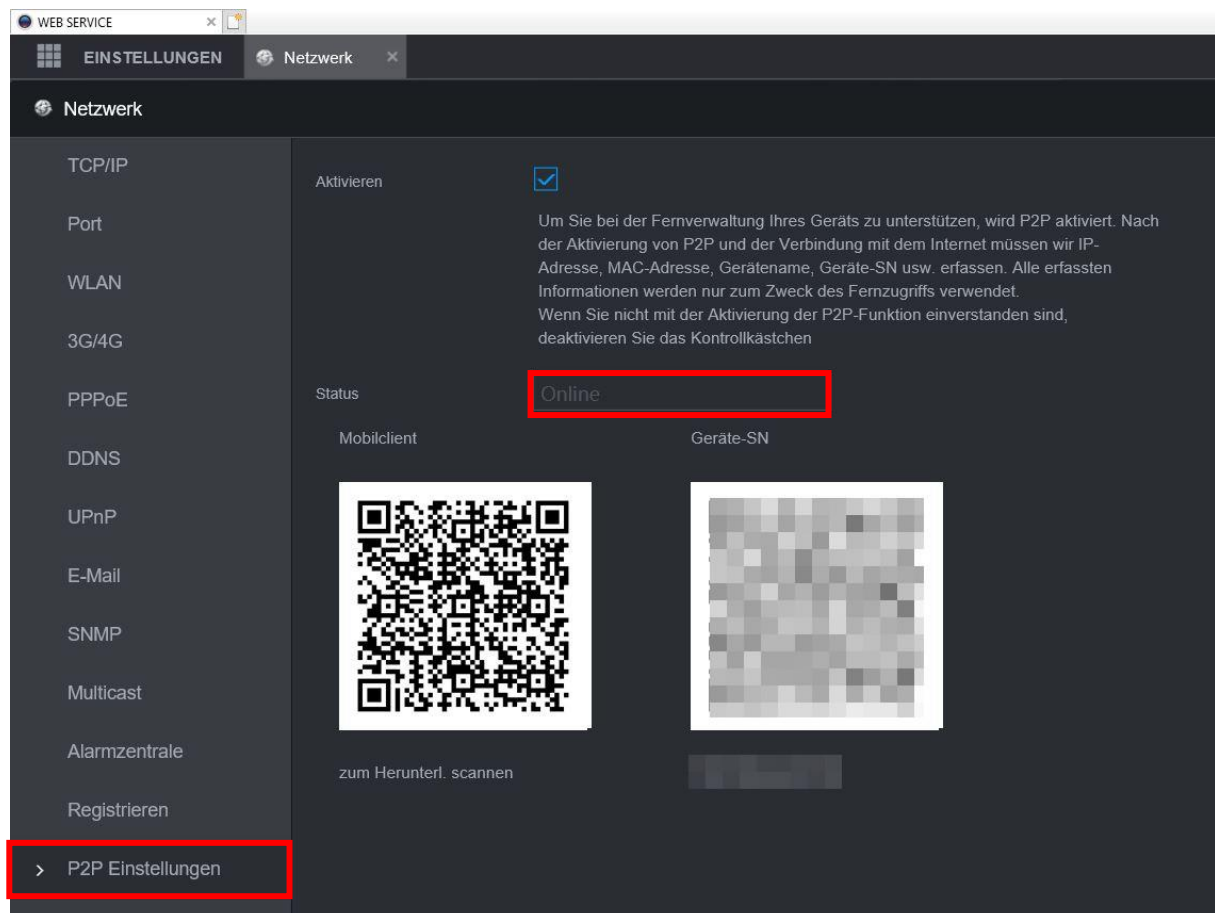 WEB SERVICE
EINSTELLUNGEN
Netzwerk
Netzwerk
TCP/IP
Port
WLAN
3G/4G
PPPoE
DDNS
UPnP
E-Mail
SNMP
Multicast
Alarmzentrale
Registrieren
P2P Einstellungen
Aktivieren
Um Sie bei der Fernverwaltung Ihres Geräts zu unterstützen, wird P2P aktiviert. Nach
der Aktivierung von P2P und der Verbindung mit dem Internet müssen wir IP-
Adresse, MAC-Adresse, Gerätename, Geräte-SN usw. erfassen. Alle erfassten
Informationen werden nur zum Zweck des Fernzugriffs verwendet.
Wenn Sie nicht mit der Aktivierung der P2P-Funktion einverstanden sind,
deaktivieren Sie das Kontrollkästchen
Status
Online
Mobilclient
Geräte-SN
zum Herunterl. scannen